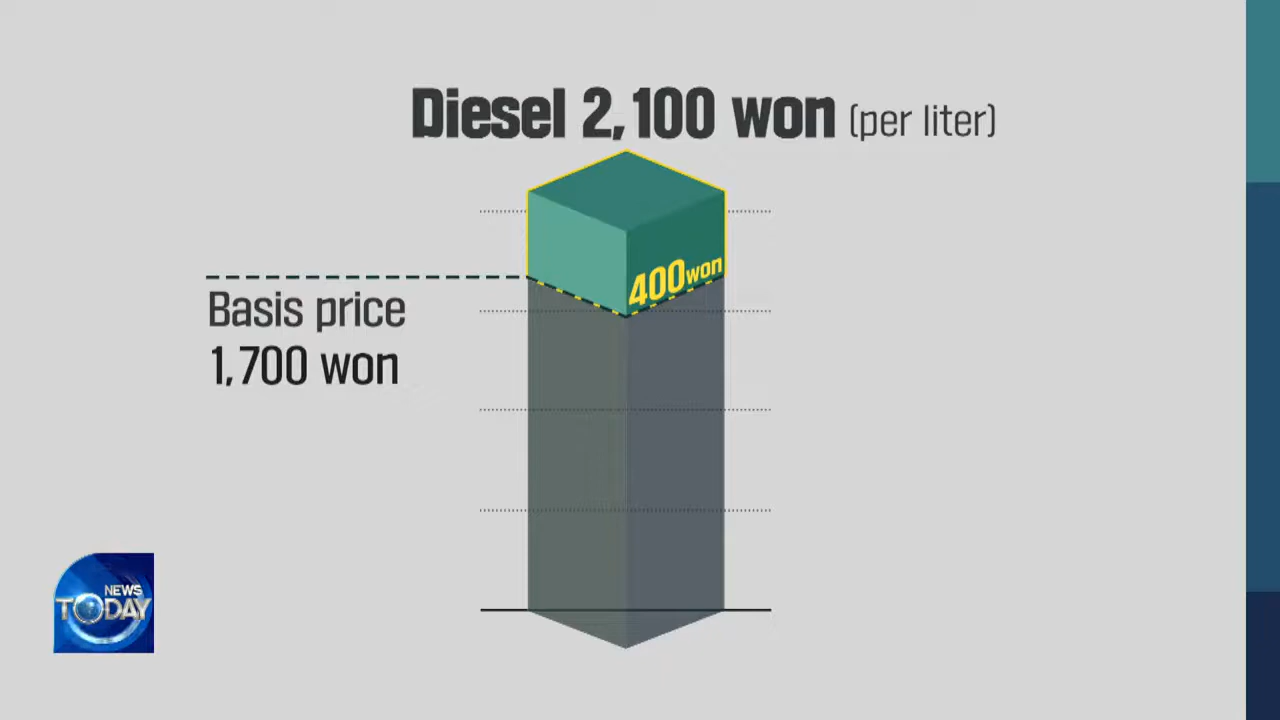 Diesel 2,100 won (per liter)
400won
Basis price
1,700 won
NEWS
TODAY